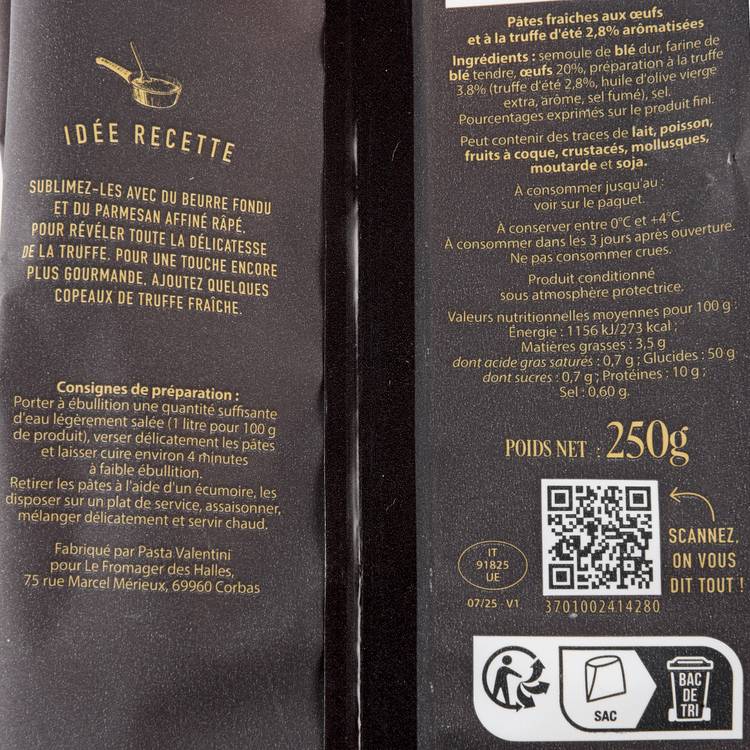 IDÉE RECETTE
SUBLIMEZ-LES AVEC DU BEURRE FONDU
ET DU PARMESAN AFFINÉ RÂPÉ,
POUR RÉVÉLER TOUTE LA DÉLICATESSE
DE LA TRUFFE. POUR UNE TOUCHE ENCORE
PLUS GOURMANDE, AJOUTEZ QUELQUES
COPEAUX DE TRUFFE FRAÎCHE.
Consignes de préparation :
Porter à ébullition une quantité suffisante
d'eau légèrement salée (1 litre pour 100 g
de produit), verser délicatement les pâtes
et laisser cuire environ 4 minutes
à faible ébullition.
Retirer les pâtes à l'aide d'un écumoire, les
disposer sur un plat de service, assaisonner,
mélanger délicatement et servir chaud.
Fabriqué par Pasta Valentini
pour Le Fromager des Halles,
75 rue Marcel Mérieux, 69960 Corbas
Pâtes fraiches aux œufs
et à la truffe d'été 2,8% arômatisées
Ingrédients : semoule de blé dur, farine de
blé tendre, œufs 20%, préparation à la truffe
3.8% (truffe d'été 2,8%, huile d'olive vierge
extra, arôme, sel fumé), sel.
Pourcentages exprimés sur le produit fini.
Peut contenir des traces de lait, poisson,
fruits à coque, crustacés, mollusques,
moutarde et soja.
À consommer jusqu'au :
voir sur le paquet.
À conserver entre 0°C et +4°C.
À consommer dans les 3 jours après ouverture.
Ne pas consommer crues.
Produit conditionné
sous atmosphère protectrice.
Valeurs nutritionnelles moyennes pour 100 g :
Énergie : 1156 kJ/273 kcal ;
Matières grasses : 3,5 g
dont acide gras saturés : 0,7 g ; Glucides : 50 g
dont sucres : 0,7 g ; Protéines : 10 g ;
Sel : 0,60 g.
POIDS NET : 250g
SCANNEZ,
ON VOUS
DIT TOUT !
IT
91825
UE
07/25 - V1
3701002414280
SAC
BAC
DE
TRI